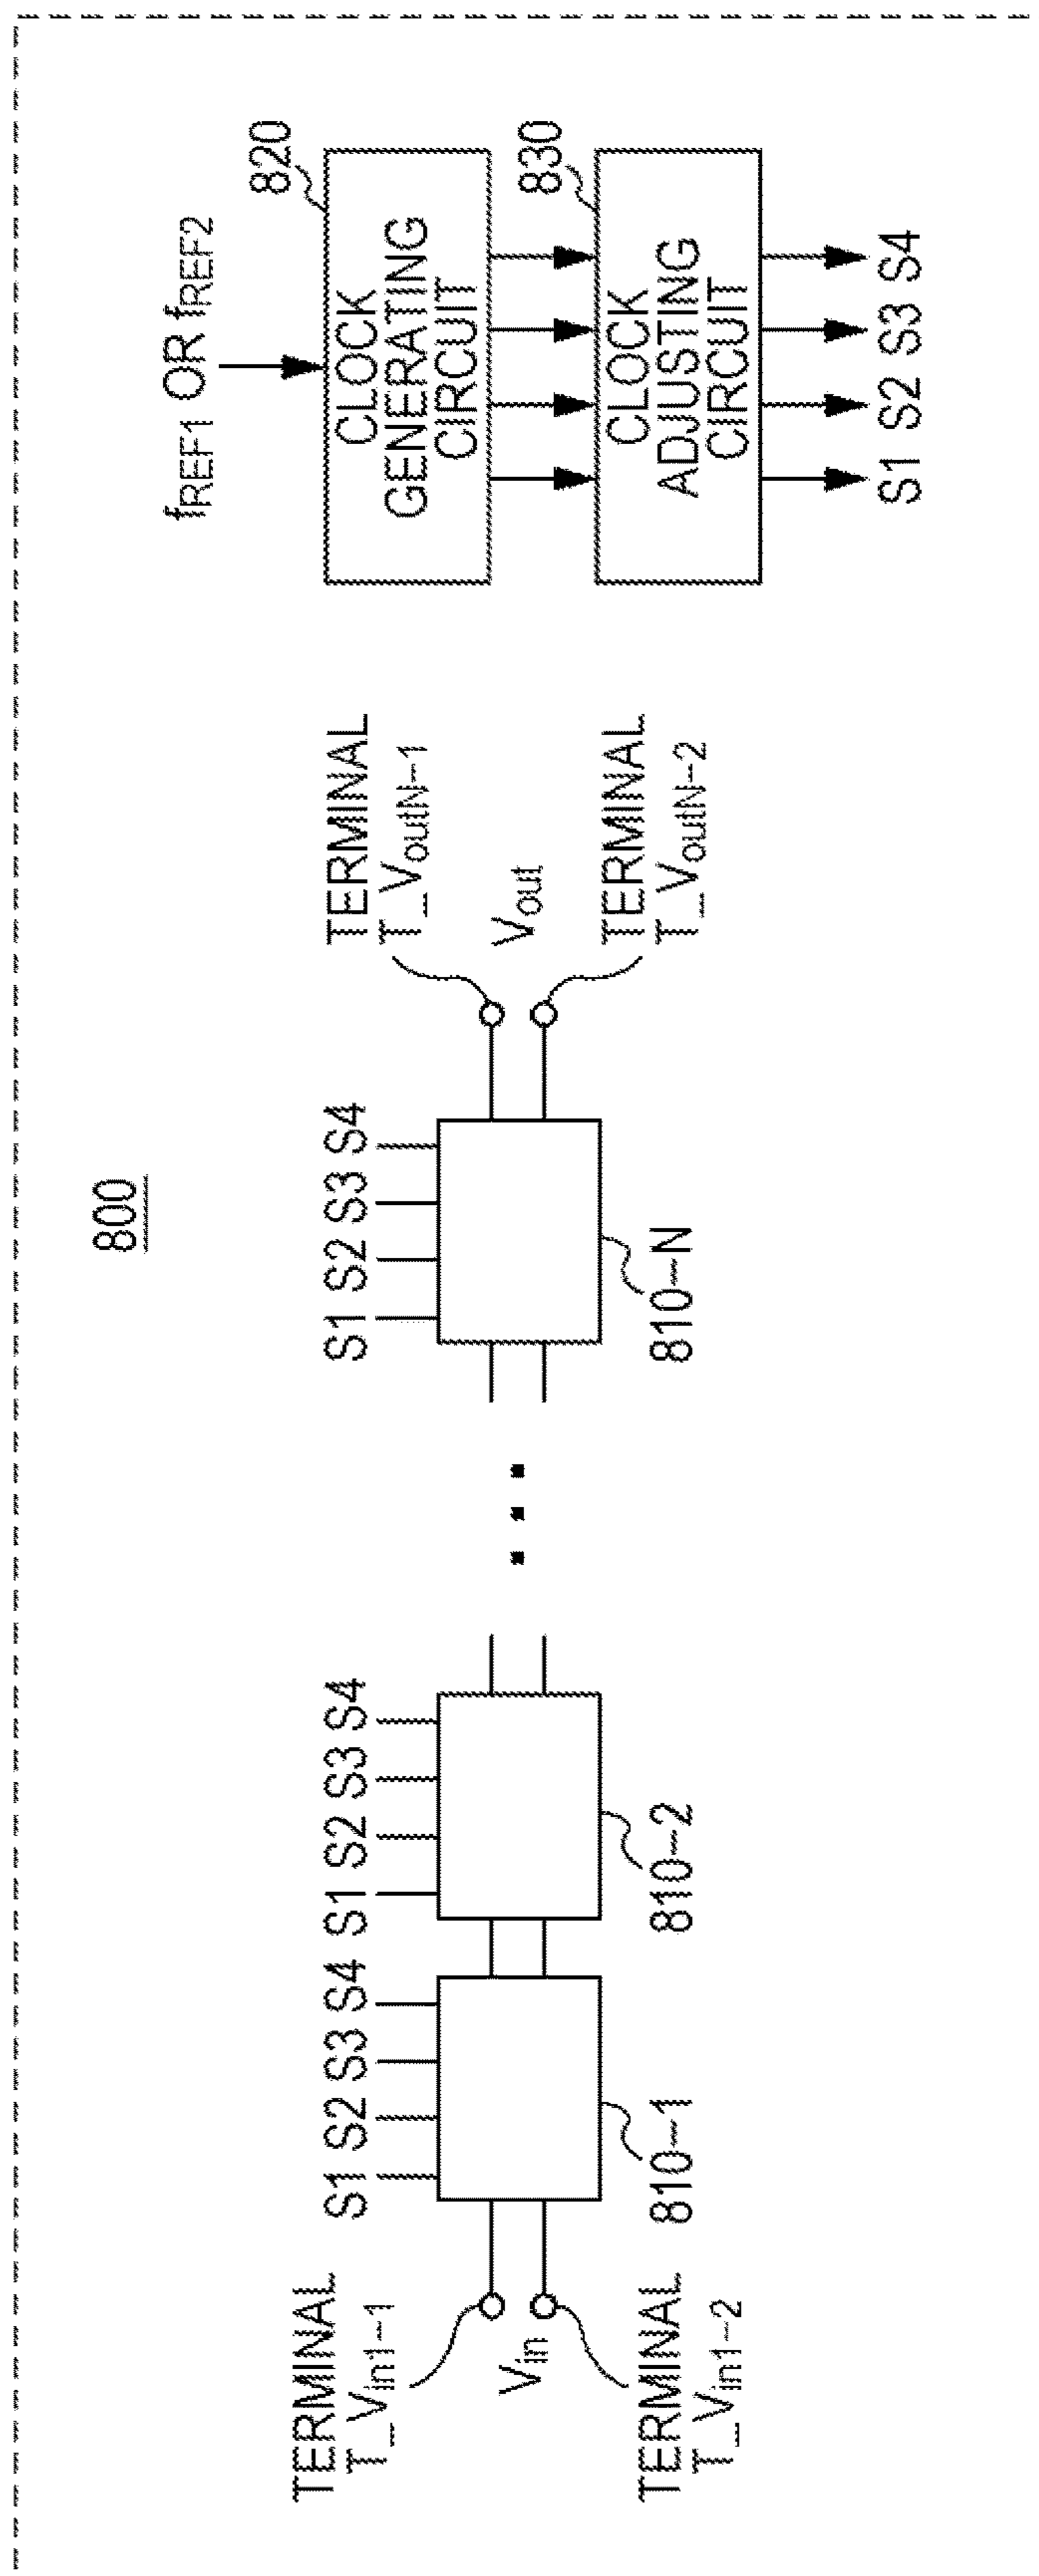 800
TERMINAL
T_Vin1-1
Vin
TERMINAL
T_Vin1-2
S1 S2 S3 S4
810-1
S1 S2 S3 S4
810-2
S1 S2 S3 S4
810-N
TERMINAL
T_VoutN-1
Vout
TERMINAL
T_VoutN-2
fREF1 OR fREF2
820
CLOCK
GENERATING
CIRCUIT
830
CLOCK
ADJUSTING
CIRCUIT
S1 S2 S3 S4